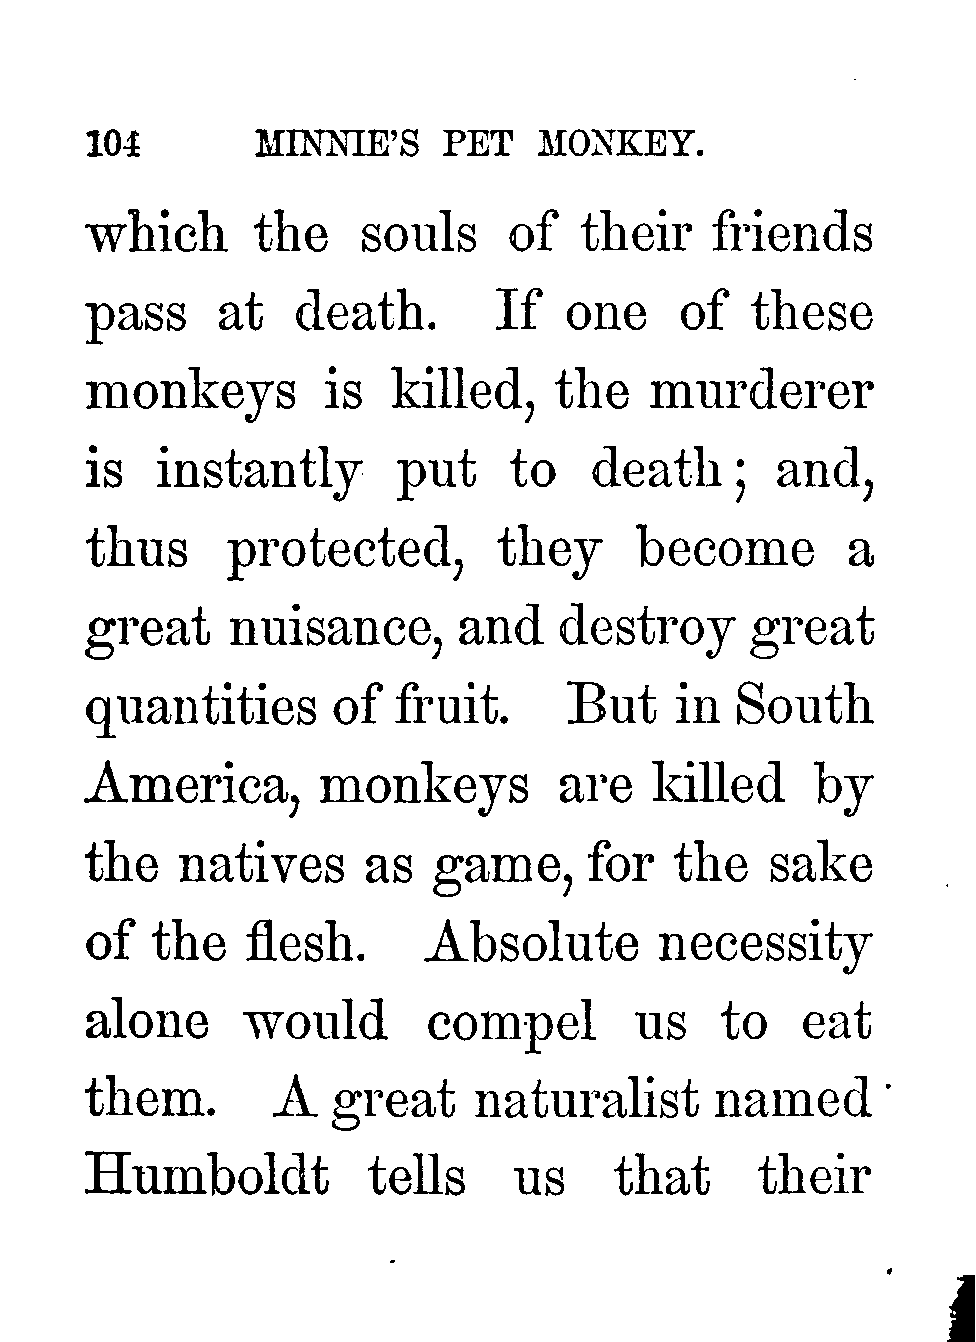 104 MINNIE'S PET MONKEY.
which the souls of their friends
pass at death. If one of these
monkeys is killed, the murderer
is instantly put to death; and,
thus protected, they become a
great nuisance, and destroy great
quantities of fruit. But in South
America, monkeys are killed by
the natives as game, for the sake
of the flesh. Absolute necessity
alone would compel us to eat
them. A great naturalist named
Humboldt tells us that their